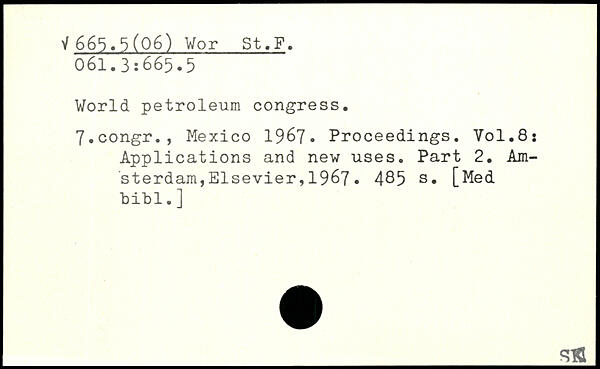 √ 665.5(06) Wor St.F.
061.3:665.5
World petroleum congress.
7.congr., Mexico 1967. Proceedings. Vol.8:
Applications and new uses. Part 2. Am-
sterdam,Elsevier,1967. 485 s. [Med
bibl.]